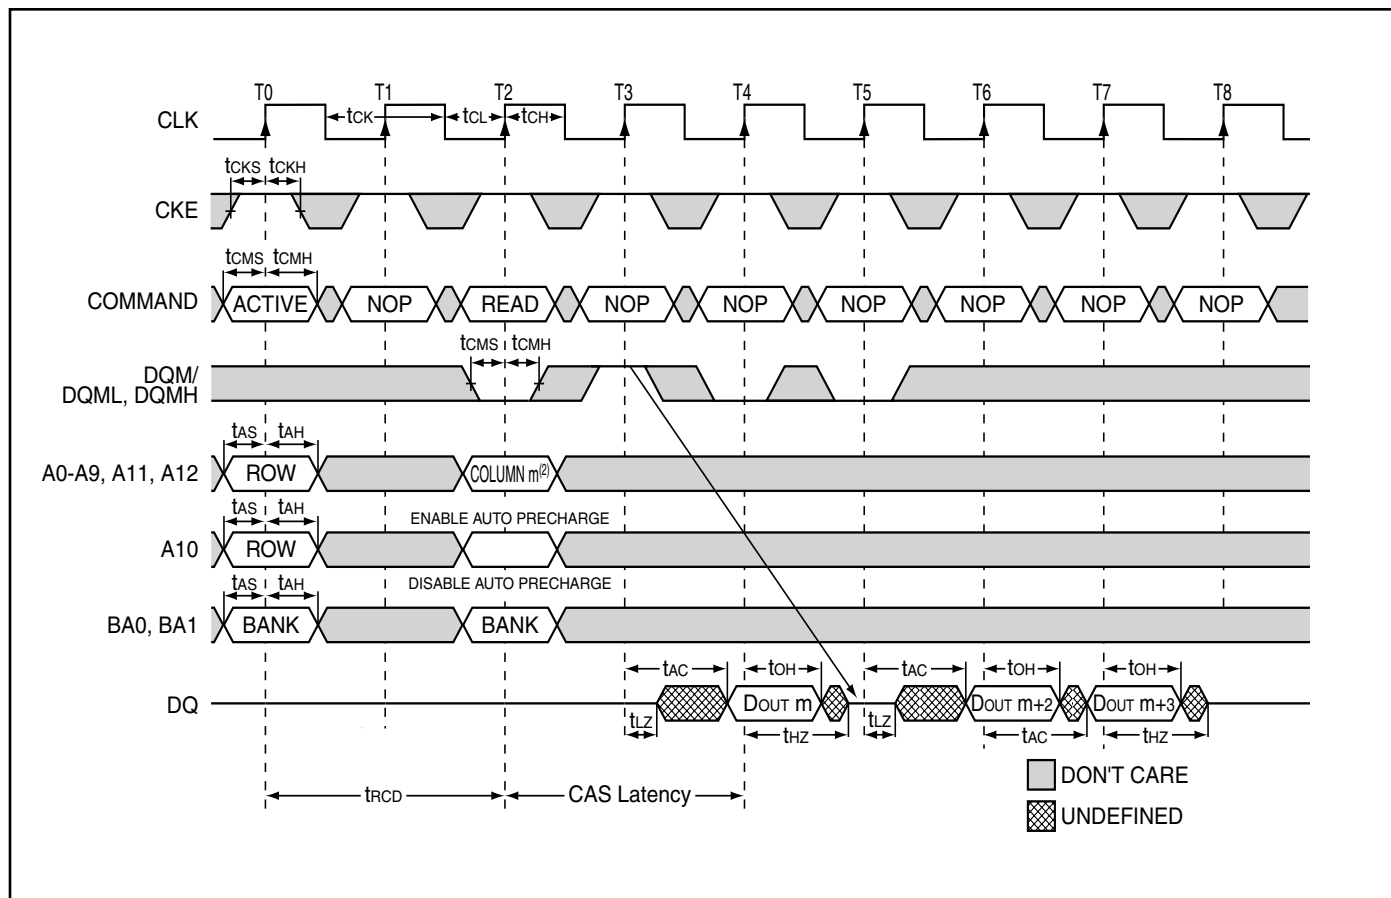 T0 T1 T2 T3 T4 T5 T6 T7 T8
CLK tCK tCL tCH
tCKS tCKH
CKE
tCMS tCMH
COMMAND ACTIVE NOP READ NOP NOP NOP NOP NOP NOP
tCMS tCMH
DQM/
DQML, DQMH
tAS tAH
A0-A9, A11, A12 ROW COLUMN m(2)
tAS tAH ENABLE AUTO PRECHARGE
A10 ROW
tAS tAH DISABLE AUTO PRECHARGE
BA0, BA1 BANK BANK
tAC tOH tAC tOH tOH
DQ DOUT m DOUT m+2 DOUT m+3
tLZ tHZ tLZ tAC tHZ
DON'T CARE
tRCD CAS Latency
UNDEFINED